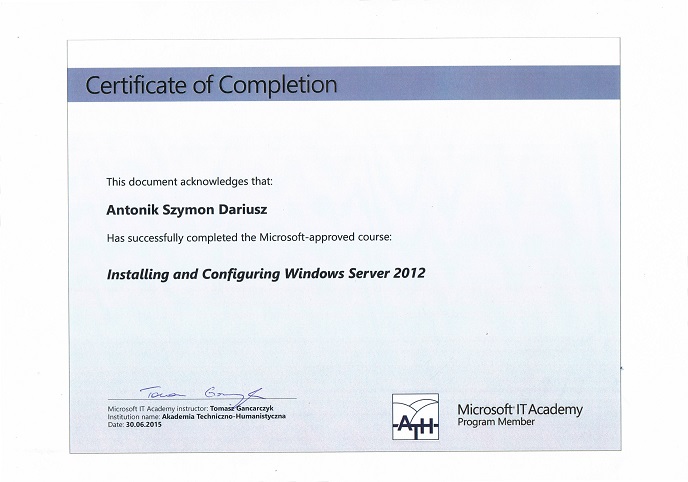 Certificate of Completion
This document acknowledges that:
Antonik Szymon Dariusz
Has successfully completed the Microsoft-approved course:
Installing and Configuring Windows Server 2012
Microsoft IT Academy instructor: Tomasz Gancarczyk
Institution name: Akademia Techniczno-Humanistyczna
Date: 30.06.2015
ATH
Microsoft IT Academy
Program Member